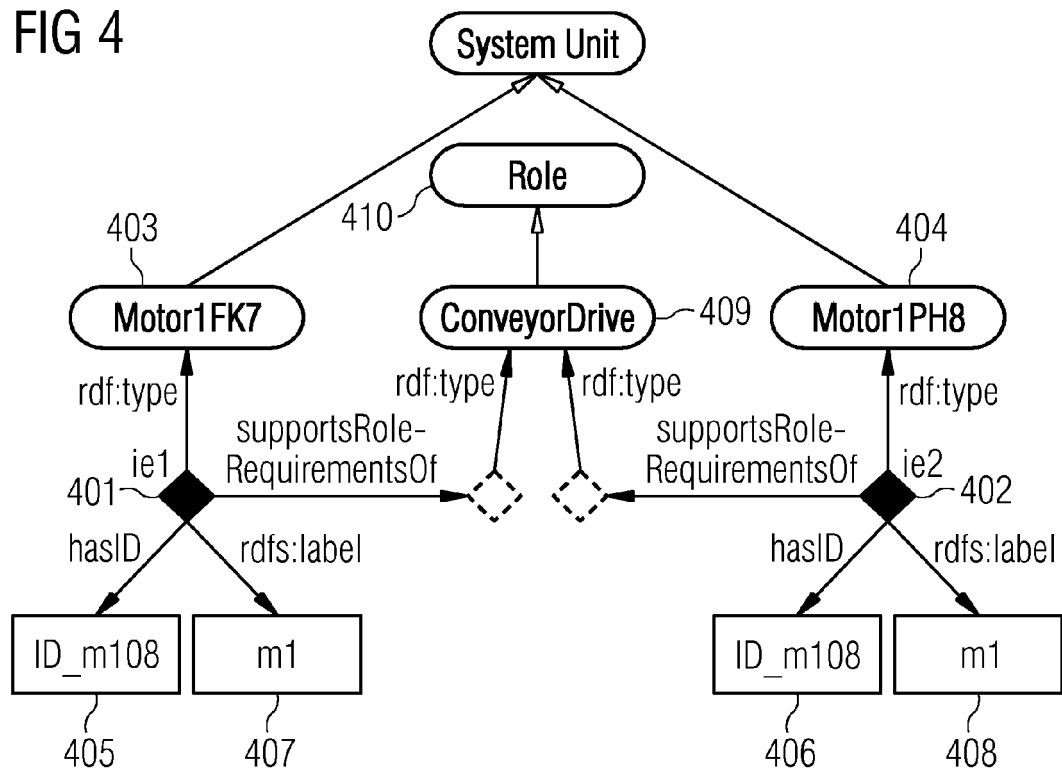 FIG 4
System Unit
Role
410
403
404
Motor1FK7
ConveyorDrive
409
Motor1PH8
rdf:type
rdf:type
rdf:type
rdf:type
supportsRole-
RequirementsOf
supportsRole-
RequirementsOf
ie1
401
ie2
402
hasID
rdfs:label
hasID
rdfs:label
ID_m108
m1
ID_m108
m1
405
407
406
408